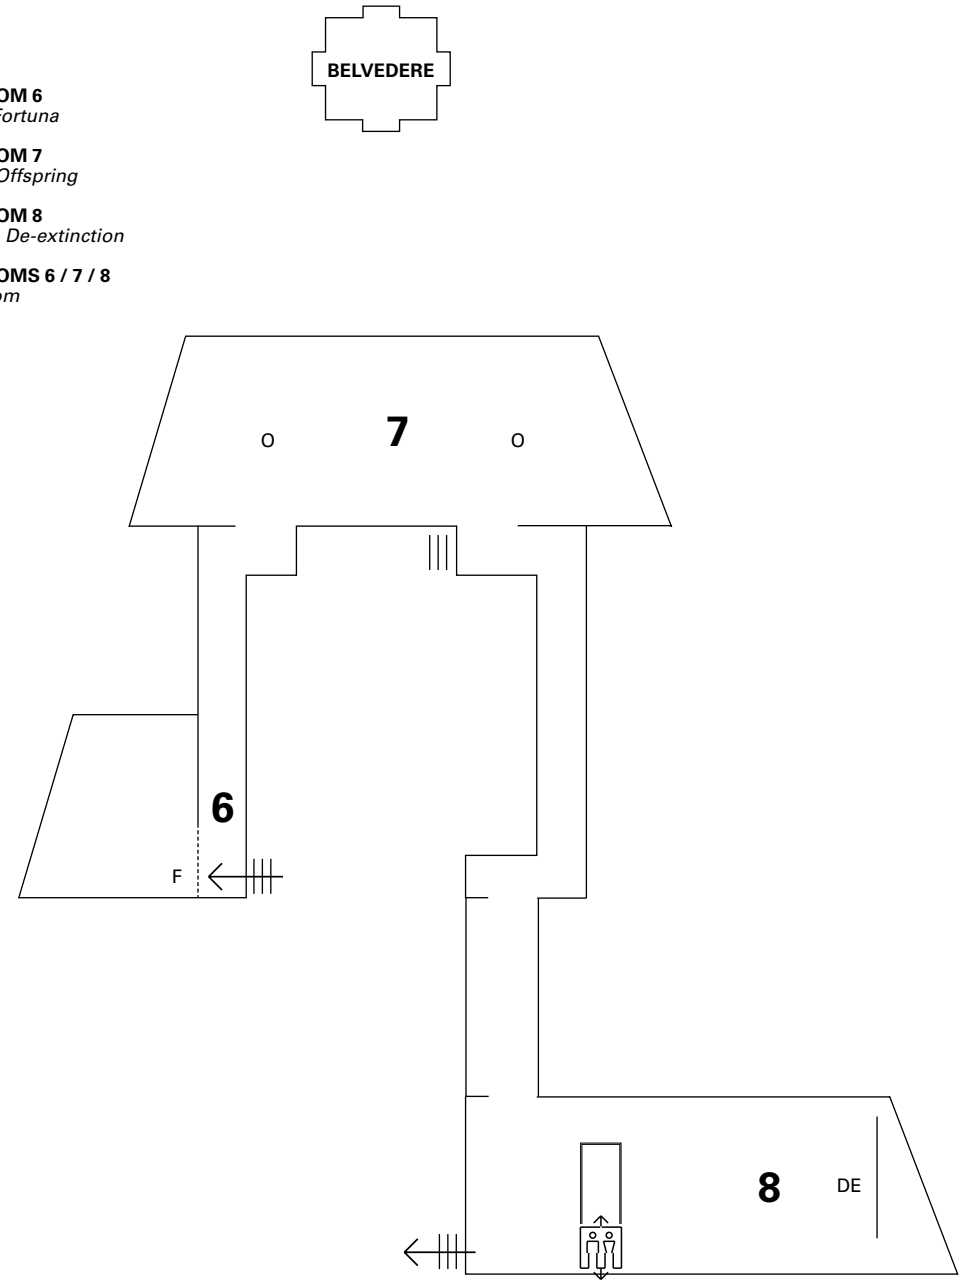 BELVEDERE
OM 6
Fortuna
OM 7
Offspring
OM 8
De-extinction
OMS 6 / 7 / 8
om
7
O
O
6
F
8
DE